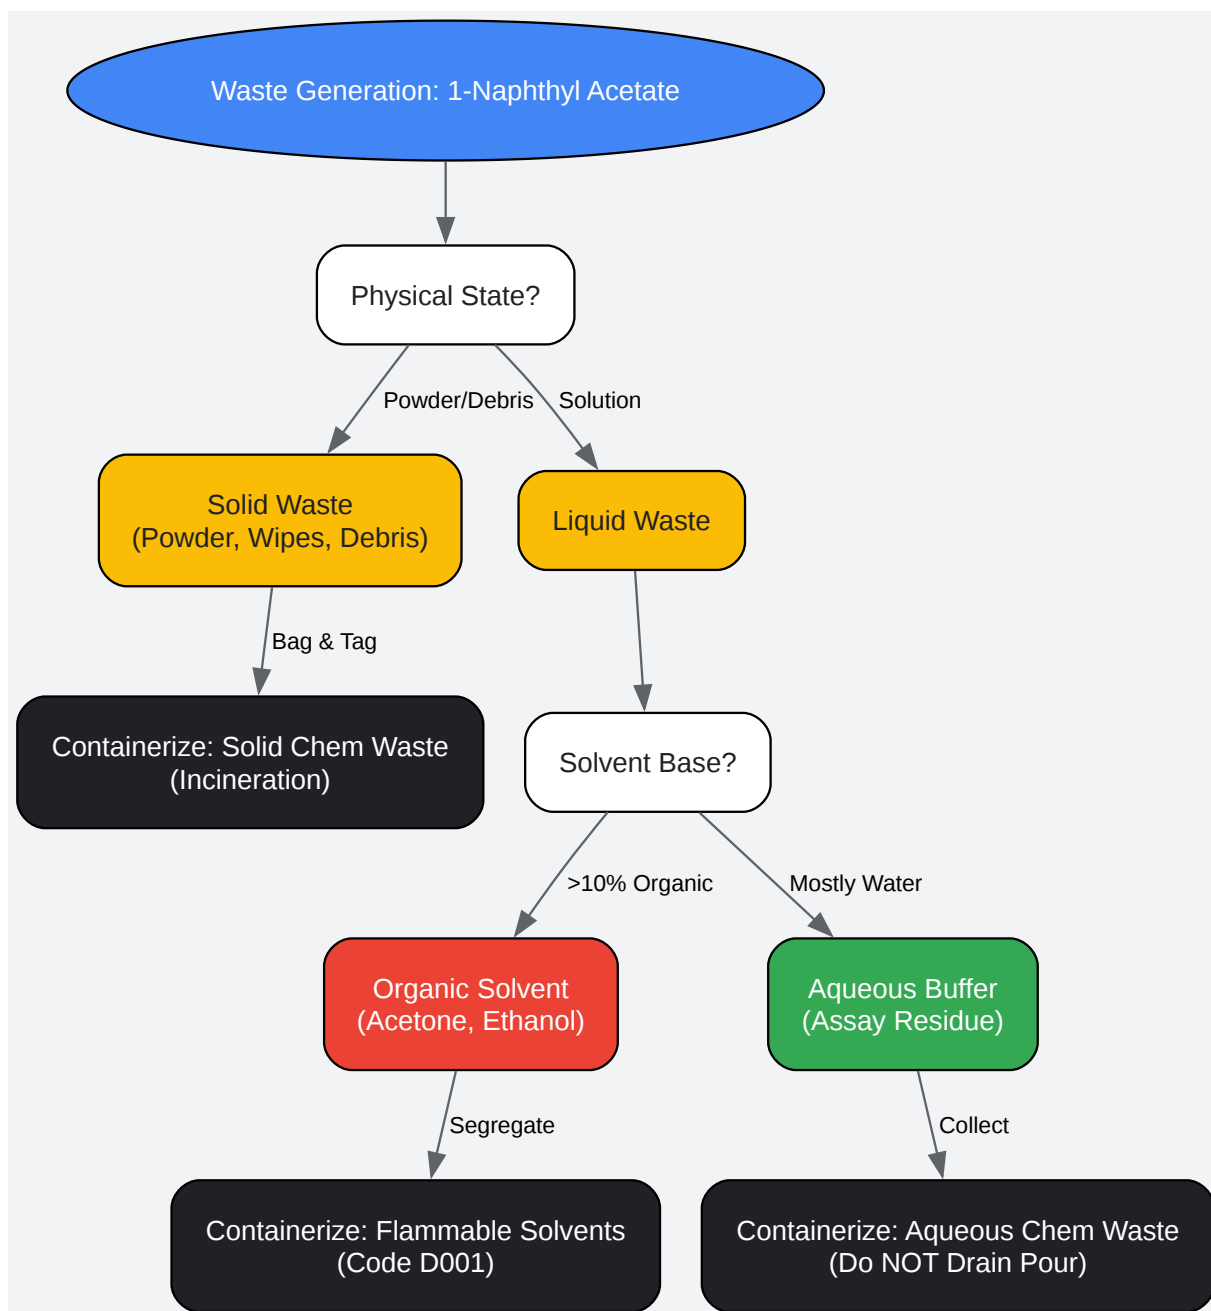 Waste Generation: 1-Naphthyl Acetate
Physical State?
Powder/Debris
Solution
Solid Waste
(Powder, Wipes, Debris)
Liquid Waste
Bag & Tag
Containerize: Solid Chem Waste
(Incineration)
Solvent Base?
>10% Organic
Mostly Water
Organic Solvent
(Acetone, Ethanol)
Aqueous Buffer
(Assay Residue)
Segregate
Collect
Containerize: Flammable Solvents
(Code D001)
Containerize: Aqueous Chem Waste
(Do NOT Drain Pour)